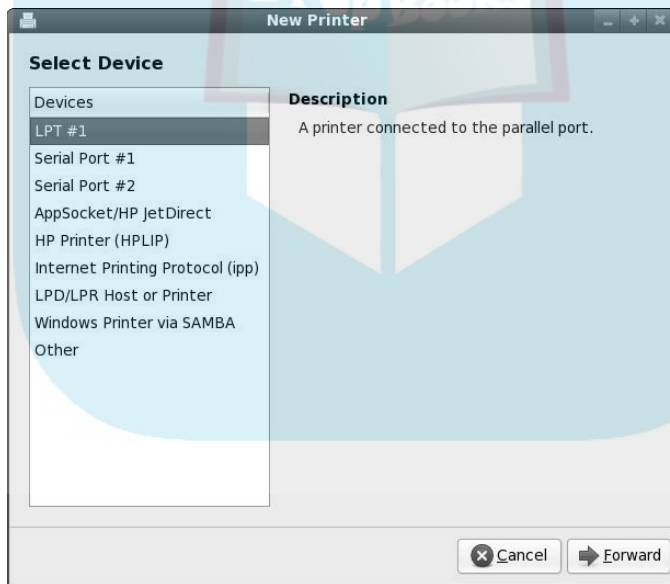 New Printer
Select Device
Devices
Description
LPT #1
A printer connected to the parallel port.
Serial Port #1
Serial Port #2
AppSocket/HP JetDirect
HP Printer (HPLIP)
Internet Printing Protocol (ipp)
LPD/LPR Host or Printer
Windows Printer via SAMBA
Other
Cancel
Forward